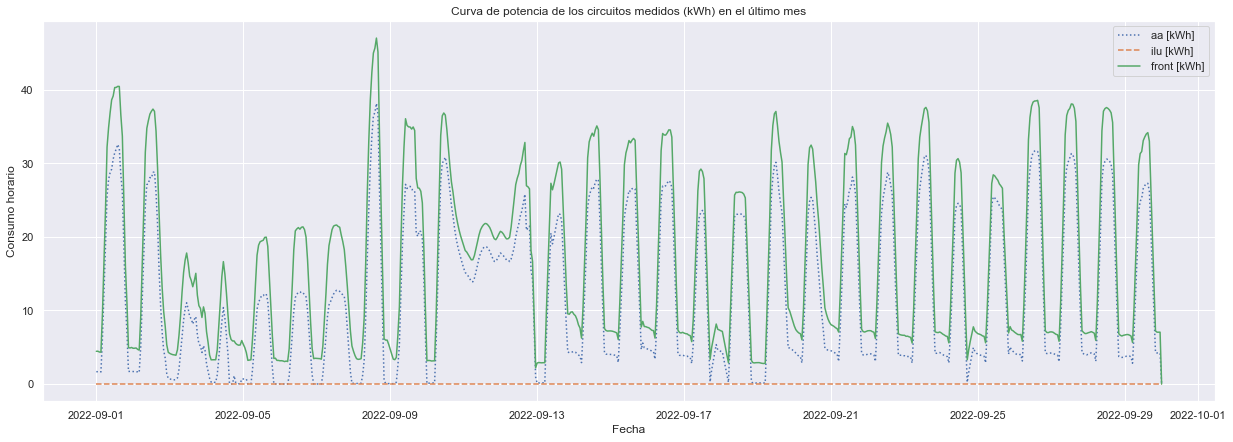 Curva de potencia de los circuitos medidos (kWh) en el último mes
aa [kWh]
ilu [kWh]
front [kWh]
Consumo horario
40
30
20
10
0
2022-09-01
2022-09-05
2022-09-09
2022-09-13
2022-09-17
2022-09-21
2022-09-25
2022-09-29
2022-10-01
Fecha